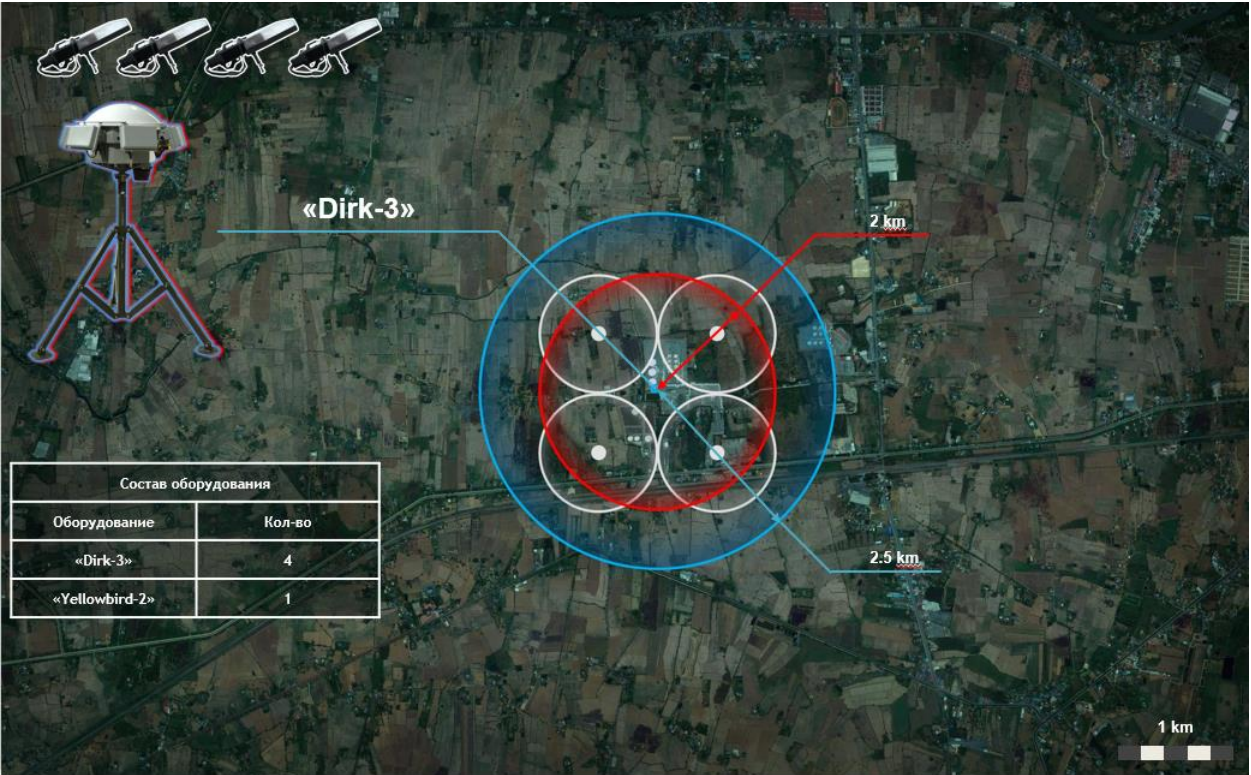 «Dirk-3»
2 km
Состав оборудования
Оборудование Кол-во
«Dirk-3» 4
«Yellowbird-2» 1
2.5 km
1 km